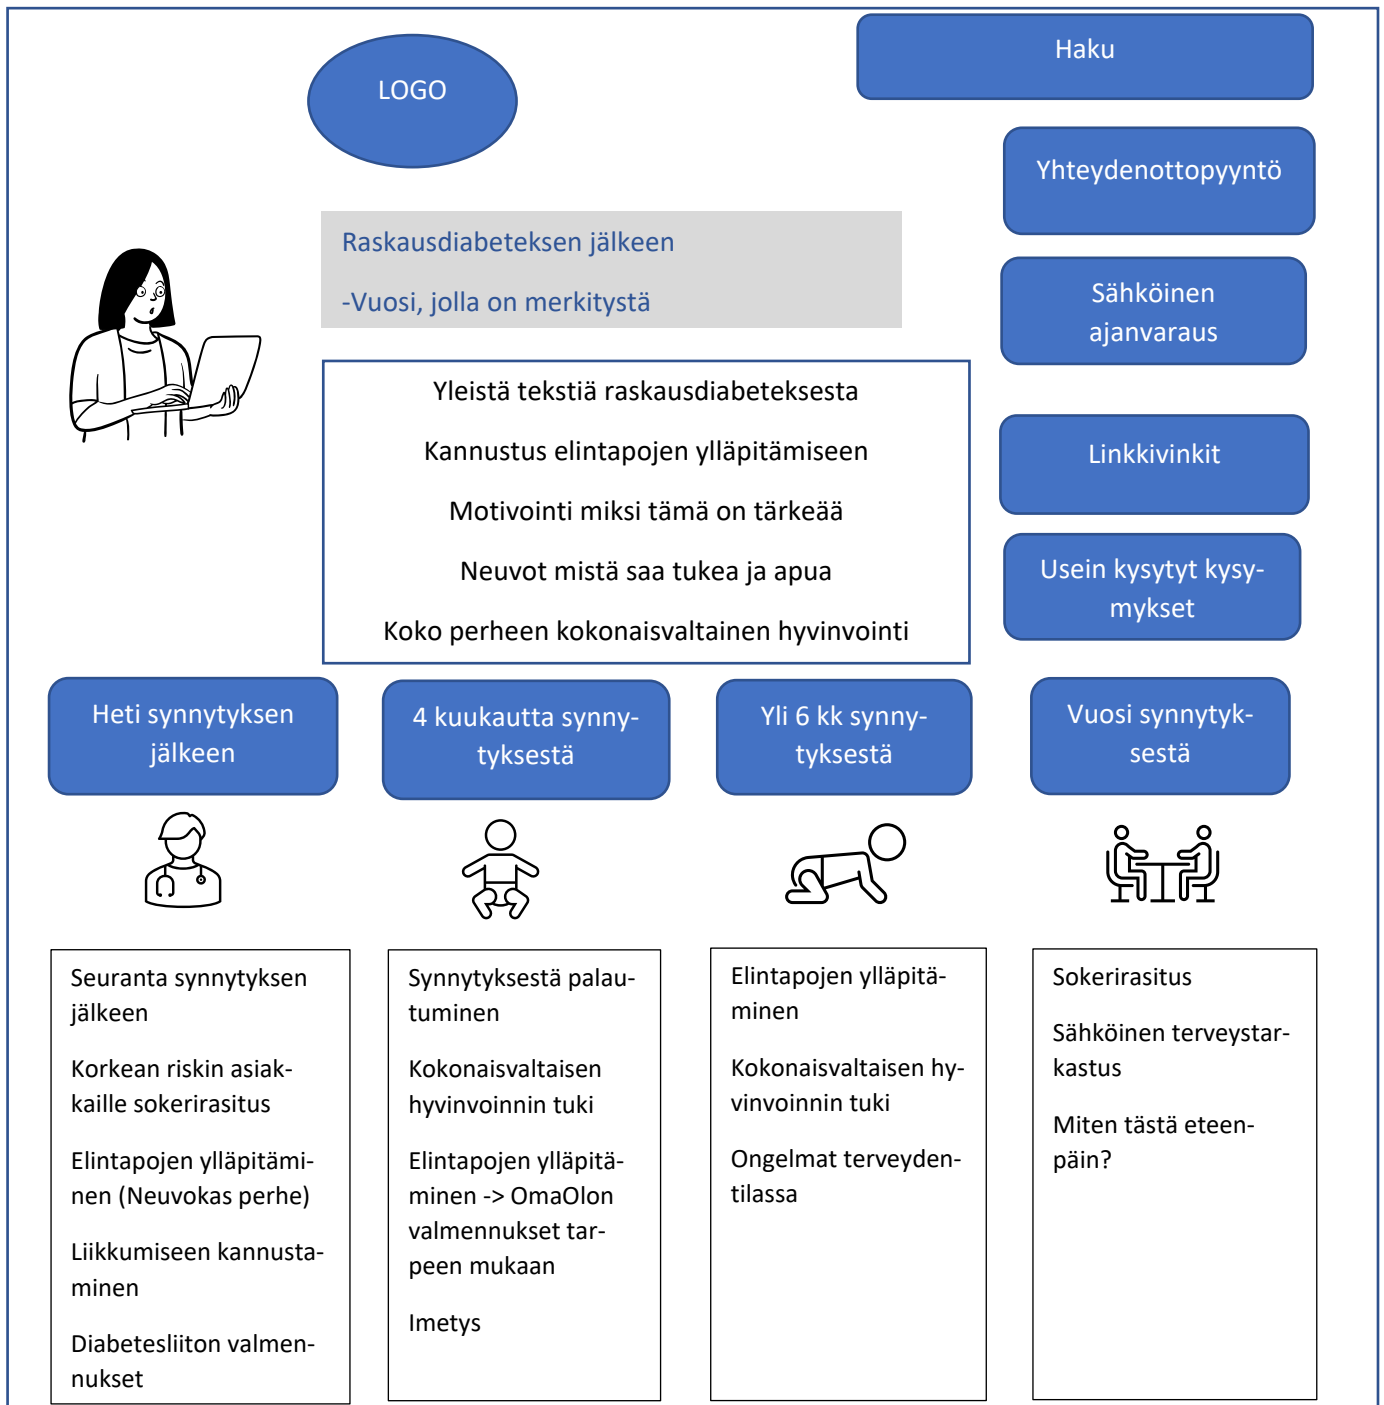 LOGO
Haku
Yhteydenottopyyntö
Raskausdiabeteksen jälkeen
-Vuosi, jolla on merkitystä
Sähköinen
ajanvaraus
Yleistä tekstiä raskausdiabeteksesta
Kannustus elintapojen ylläpitämiseen
Motivointi miksi tämä on tärkeää
Neuvot mistä saa tukea ja apua
Koko perheen kokonaisvaltainen hyvinvointi
Linkkivinkit
Usein kysytyt kysy-
mykset
Heti synnytyksen
jälkeen
4 kuukautta synny-
tyksestä
Yli 6 kk synny-
tyksestä
Vuosi synnytyk-
sestä
Seuranta synnytyksen
jälkeen
Korkean riskin asiak-
kaille sokerirasitus
Elintapojen ylläpitämi-
nen (Neuvokas perhe)
Liikkumiseen kannusta-
minen
Diabetesliiton valmen-
nukset
Synnytyksestä palau-
tuminen
Kokonaisvaltaisen
hyvinvoinnin tuki
Elintapojen ylläpitä-
minen -> OmaOlon
valmennukset tar-
peen mukaan
Imetys
Elintapojen ylläpitä-
minen
Kokonaisvaltaisen hy-
vinvoinnin tuki
Ongelmat terveyden-
tilassa
Sokerirasitus
Sähköinen terveystar-
kastus
Miten tästä eteen-
päin?